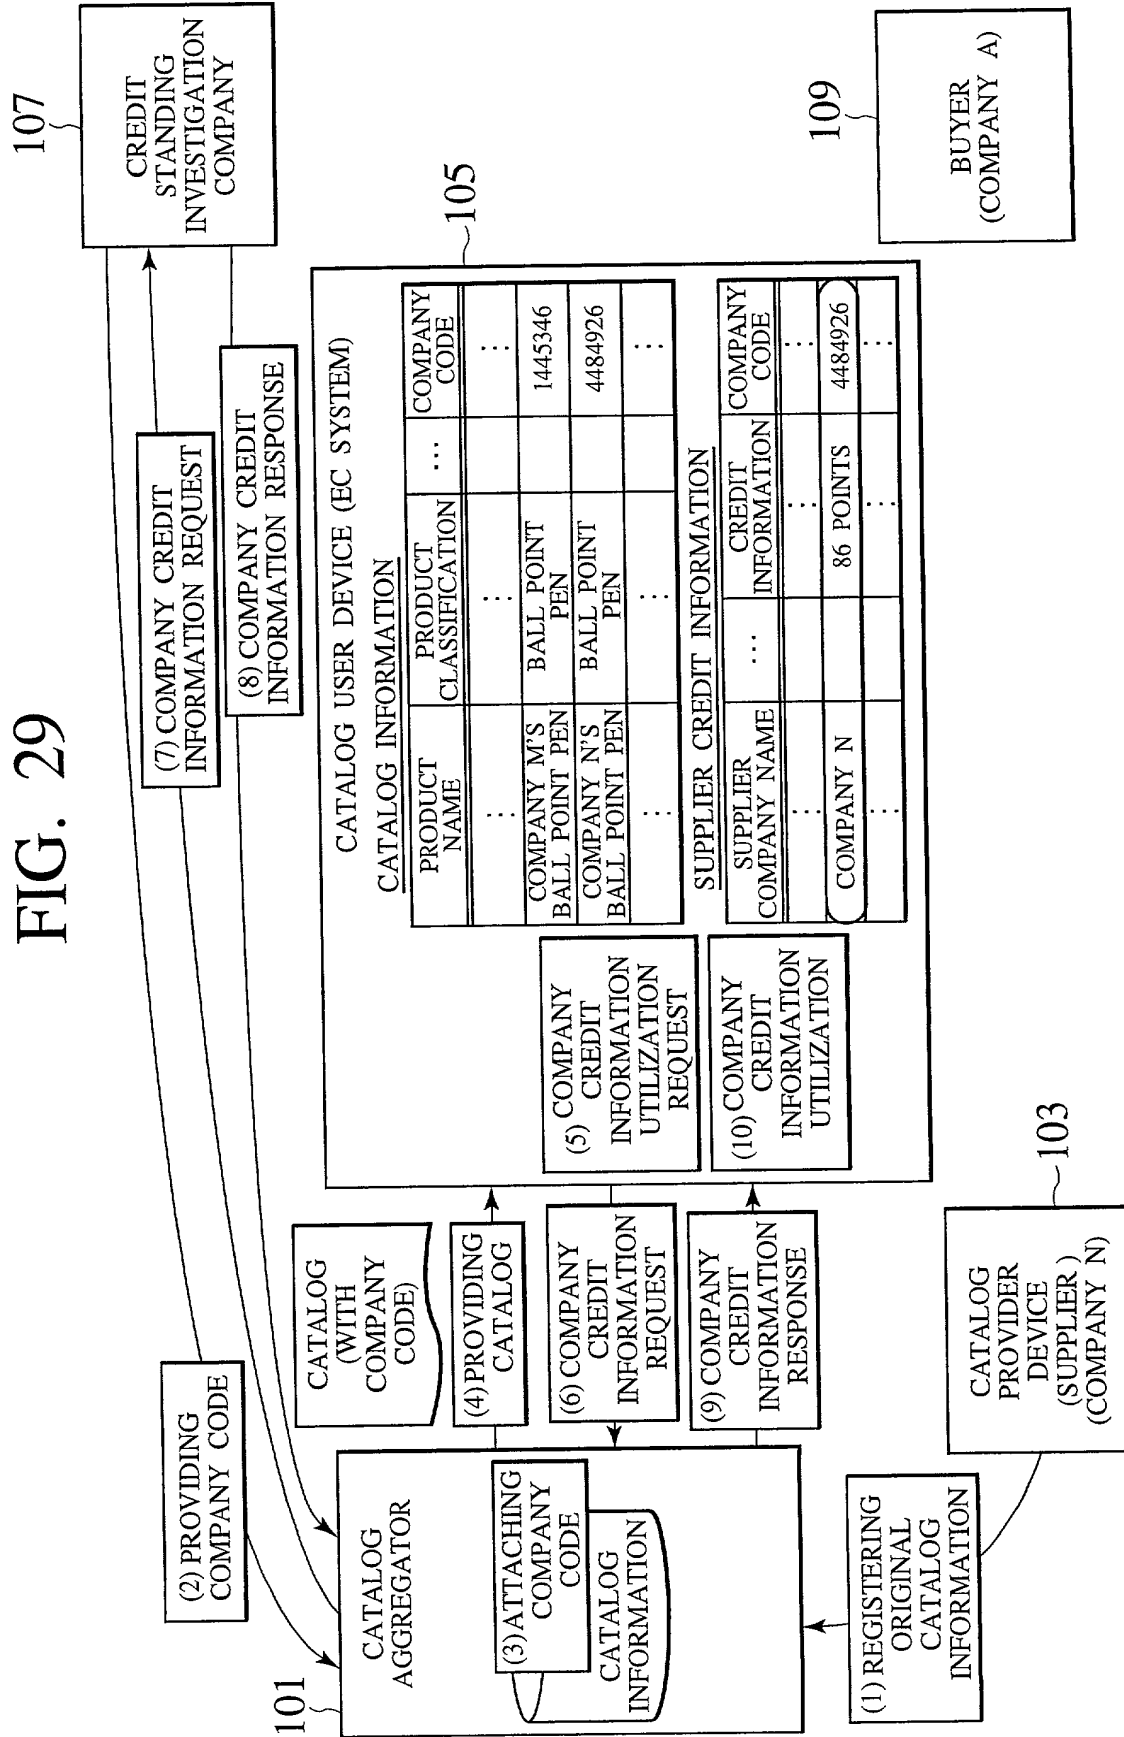 FIG. 29
107
CREDIT
STANDING
INVESTIGATION
COMPANY
(2) PROVIDING
COMPANY CODE
(7) COMPANY CREDIT
INFORMATION REQUEST
(8) COMPANY CREDIT
INFORMATION RESPONSE
101
CATALOG
AGGREGATOR
(3) ATTACHING
COMPANY
CODE
CATALOG
INFORMATION
CATALOG
(WITH
COMPANY
CODE)
(4) PROVIDING
CATALOG
(6) COMPANY
CREDIT
INFORMATION
REQUEST
(9) COMPANY
CREDIT
INFORMATION
RESPONSE
105
CATALOG USER DEVICE (EC SYSTEM)
CATALOG INFORMATION
PRODUCT
NAME
PRODUCT
CLASSIFICATION
...
COMPANY
CODE
... ... ...
COMPANY M'S
BALL POINT PEN
BALL POINT
PEN
1445346
COMPANY N'S
BALL POINT PEN
BALL POINT
PEN
4484926
... ... ...
(5) COMPANY
CREDIT
INFORMATION
UTILIZATION
REQUEST
SUPPLIER CREDIT INFORMATION
SUPPLIER
COMPANY NAME
...
CREDIT
INFORMATION
COMPANY
CODE
... ... ...
COMPANY N
86 POINTS
4484926
... ... ...
(10) COMPANY
CREDIT
INFORMATION
UTILIZATION
(1) REGISTERING
ORIGINAL
CATALOG
INFORMATION
103
CATALOG
PROVIDER
DEVICE
(SUPPLIER )
(COMPANY N)
109
BUYER
(COMPANY A)